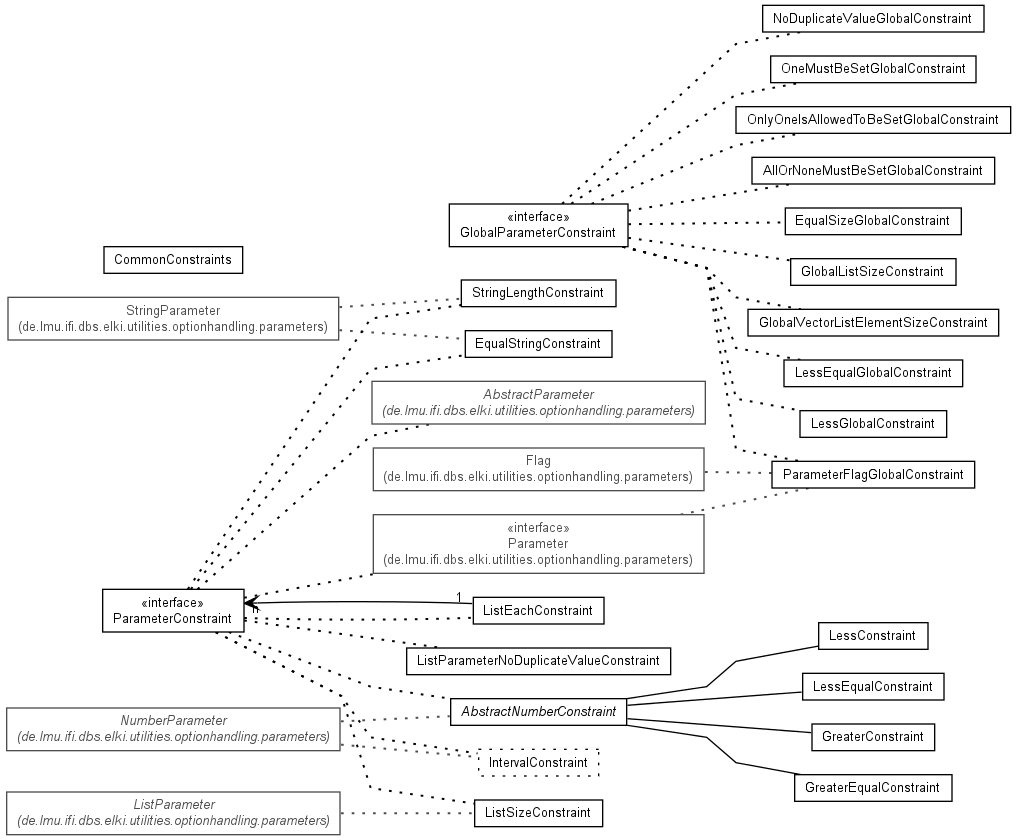 NoDuplicateValueGlobalConstraint
OneMustBeSetGlobalConstraint
OnlyOneIsAllowedToBeSetGlobalConstraint
AllOrNoneMustBeSetGlobalConstraint
«interface»
GlobalParameterConstraint
EqualSizeGlobalConstraint
CommonConstraints
GlobalListSizeConstraint
StringLengthConstraint
StringParameter
(de.lmu.ifi.dbs.elki.utilities.optionhandling.parameters)
GlobalVectorListElementSizeConstraint
EqualStringConstraint
LessEqualGlobalConstraint
AbstractParameter
(de.lmu.ifi.dbs.elki.utilities.optionhandling.parameters)
LessGlobalConstraint
Flag
(de.lmu.ifi.dbs.elki.utilities.optionhandling.parameters)
ParameterFlagGlobalConstraint
«interface»
Parameter
(de.lmu.ifi.dbs.elki.utilities.optionhandling.parameters)
«interface»
ParameterConstraint
n
1
ListEachConstraint
LessConstraint
ListParameterNoDuplicateValueConstraint
LessEqualConstraint
AbstractNumberConstraint
NumberParameter
(de.lmu.ifi.dbs.elki.utilities.optionhandling.parameters)
GreaterConstraint
IntervalConstraint
GreaterEqualConstraint
ListParameter
(de.lmu.ifi.dbs.elki.utilities.optionhandling.parameters)
ListSizeConstraint